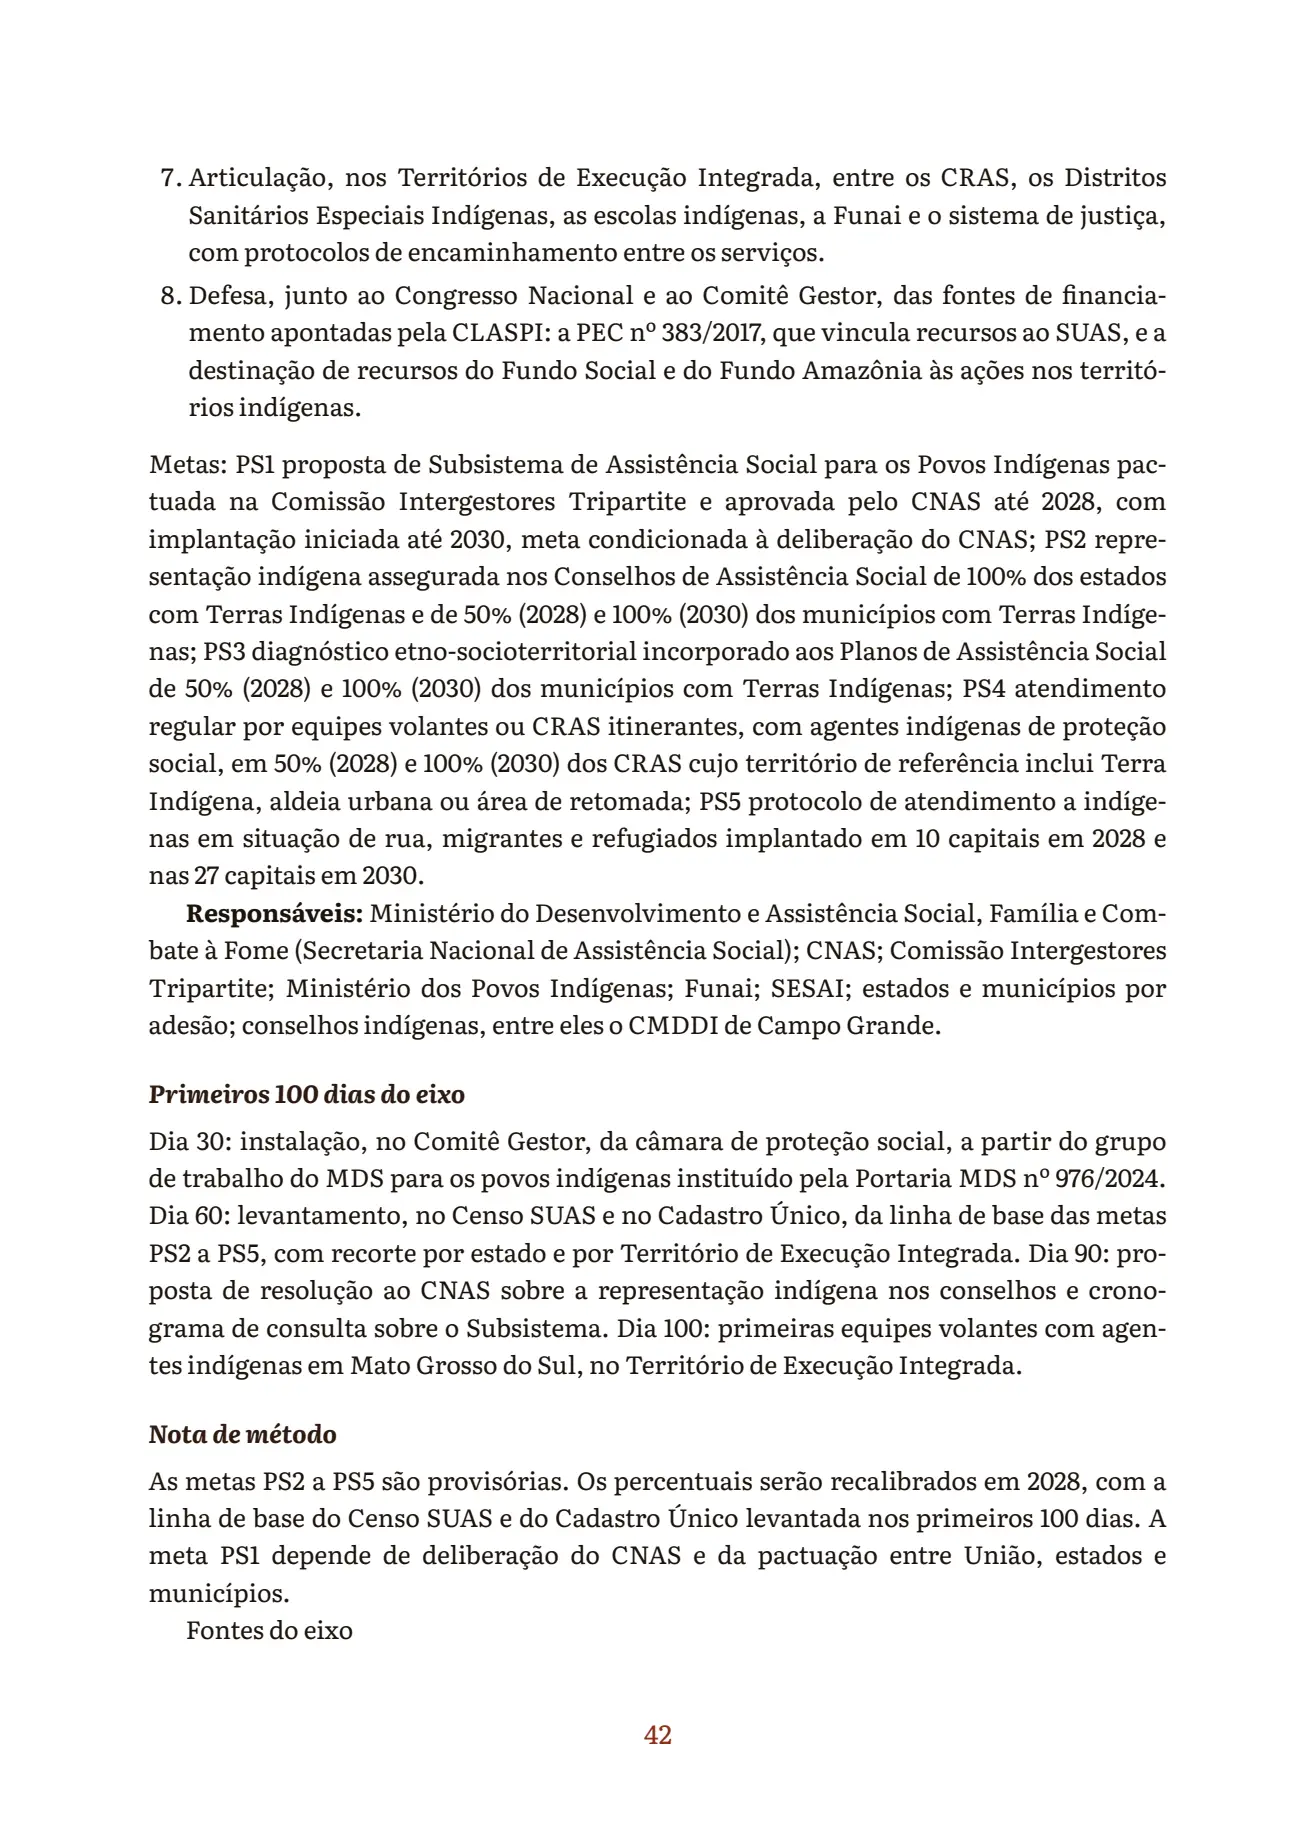 7. Articulação, nos Territórios de Execução Integrada, entre os CRAS, os Distritos
Sanitários Especiais Indígenas, as escolas indígenas, a Funai e o sistema de justiça,
com protocolos de encaminhamento entre os serviços.
8. Defesa, junto ao Congresso Nacional e ao Comitê Gestor, das fontes de financia-
mento apontadas pela CLASPI: a PEC nº 383/2017, que vincula recursos ao SUAS, e a
destinação de recursos do Fundo Social e do Fundo Amazônia às ações nos territó-
rios indígenas.
Metas: PS1 proposta de Subsistema de Assistência Social para os Povos Indígenas pac-
tuada na Comissão Intergestores Tripartite e aprovada pelo CNAS até 2028, com
implantação iniciada até 2030, meta condicionada à deliberação do CNAS; PS2 repre-
sentação indígena assegurada nos Conselhos de Assistência Social de 100% dos estados
com Terras Indígenas e de 50% (2028) e 100% (2030) dos municípios com Terras Indíge-
nas; PS3 diagnóstico etno-socioterritorial incorporado aos Planos de Assistência Social
de 50% (2028) e 100% (2030) dos municípios com Terras Indígenas; PS4 atendimento
regular por equipes volantes ou CRAS itinerantes, com agentes indígenas de proteção
social, em 50% (2028) e 100% (2030) dos CRAS cujo território de referência inclui Terra
Indígena, aldeia urbana ou área de retomada; PS5 protocolo de atendimento a indíge-
nas em situação de rua, migrantes e refugiados implantado em 10 capitais em 2028 e
nas 27 capitais em 2030.
Responsáveis: Ministério do Desenvolvimento e Assistência Social, Família e Com-
bate à Fome (Secretaria Nacional de Assistência Social); CNAS; Comissão Intergestores
Tripartite; Ministério dos Povos Indígenas; Funai; SESAI; estados e municípios por
adesão; conselhos indígenas, entre eles o CMDDI de Campo Grande.
Primeiros 100 dias do eixo
Dia 30: instalação, no Comitê Gestor, da câmara de proteção social, a partir do grupo
de trabalho do MDS para os povos indígenas instituído pela Portaria MDS nº 976/2024.
Dia 60: levantamento, no Censo SUAS e no Cadastro Único, da linha de base das metas
PS2 a PS5, com recorte por estado e por Território de Execução Integrada. Dia 90: pro-
posta de resolução ao CNAS sobre a representação indígena nos conselhos e crono-
grama de consulta sobre o Subsistema. Dia 100: primeiras equipes volantes com agen-
tes indígenas em Mato Grosso do Sul, no Território de Execução Integrada.
Nota de método
As metas PS2 a PS5 são provisórias. Os percentuais serão recalibrados em 2028, com a
linha de base do Censo SUAS e do Cadastro Único levantada nos primeiros 100 dias. A
meta PS1 depende de deliberação do CNAS e da pactuação entre União, estados e
municípios.
Fontes do eixo
42